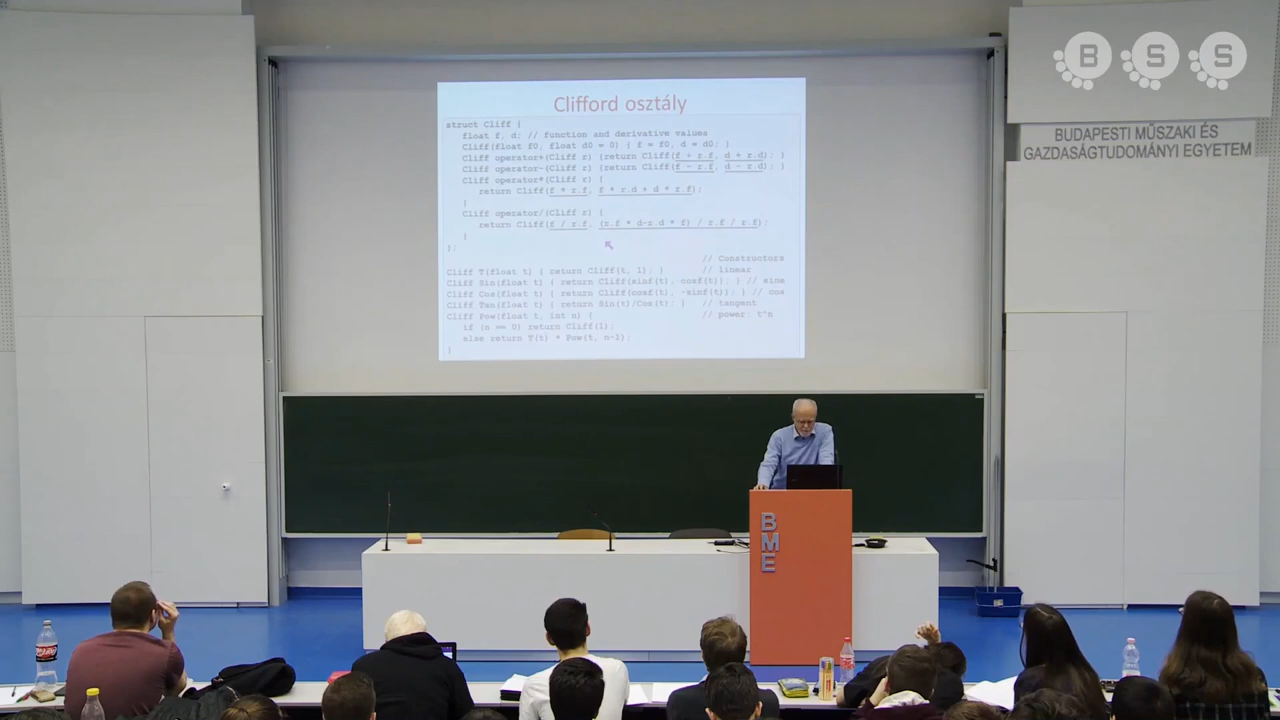 BSS
BUDAPESTI MŰSZAKI ÉS
GAZDASÁGTUDOMÁNYI EGYETEM
Clifford osztály
struct Cliff {
float f, d; // function and derivative values
Cliff(float f0, float d0 = 0) { f = f0, d = d0; }
Cliff operator+(Cliff r) {return Cliff(f + r.f, d + r.d); }
Cliff operator-(Cliff r) {return Cliff(f - r.f, d - r.d); }
Cliff operator*(Cliff r) {
return Cliff(f * r.f, f * r.d + d * r.f);
}
Cliff operator/(Cliff r) {
return Cliff(f / r.f, (r.f * d-r.d * f) / r.f / r.f);
}
};
// Constructors
Cliff T(float t) { return Cliff(t, 1); } // linear
Cliff Sin(float t) { return Cliff(sinf(t), cosf(t)); } // sine
Cliff Cos(float t) { return Cliff(cosf(t), -sinf(t)); } // cos
Cliff Tan(float t) { return Sin(t)/Cos(t); } // tangent
Cliff Pow(float t, int n) { // power: t^n
if (n == 0) return Cliff(1);
else return T(t) * Pow(t, n-1);
}
BME